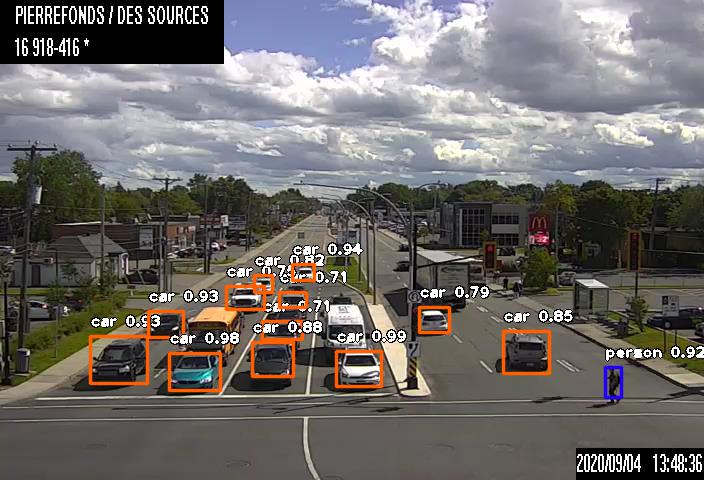 PIERREFONDS / DES SOURCES
16 918-416 *
car 0.94
car 0.82
car 0.71
car 0.93
car 0.71
car 0.79
car 0.93
car 0.88
car 0.85
car 0.98
car 0.99
person 0.92
2020/09/04 13:48:36